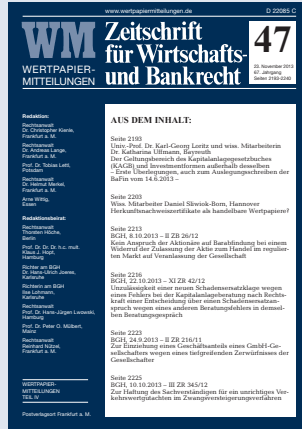 www.wertpapiermitteilungen.de D 22085 C
WM
WERTPAPIER-
MITTEILUNGEN
Zeitschrift
für Wirtschafts-
und Bankrecht
47
23. November 2013
67. Jahrgang
Seiten 2193-2240
Redaktion:
Rechtsanwalt
Dr. Christopher Kienle,
Frankfurt a. M.
Rechtsanwalt
Dr. Andreas Lange,
Frankfurt a. M.
Prof. Dr. Tobias Lettl,
Potsdam
Rechtsanwalt
Dr. Helmut Merkel,
Frankfurt a. M.
Arne Wittig,
Essen
Redaktionsbeirat:
Rechtsanwalt
Thorsten Höche,
Berlin
Prof. Dr. Dr. Dr. h.c. mult.
Klaus J. Hopt,
Hamburg
Richter am BGH
Dr. Hans-Ulrich Joeres,
Karlsruhe
Richterin am BGH
Ilse Lohmann,
Karlsruhe
Rechtsanwalt
Prof. Dr. Hans-Jürgen Lwowski,
Hamburg
Prof. Dr. Peter O. Mülbert,
Mainz
Rechtsanwalt
Reinhard Nützel,
Frankfurt a. M.
WERTPAPIER-
MITTEILUNGEN
TEIL IV
Postverlagsort Frankfurt a. M.
AUS DEM INHALT:
Seite 2193
Univ.-Prof. Dr. Karl-Georg Loritz und wiss. Mitarbeiterin
Dr. Katharina Uffmann, Bayreuth
Der Geltungsbereich des Kapitalanlagegesetzbuches
(KAGB) und Investmentformen außerhalb desselben
– Erste Überlegungen, auch zum Auslegungsschreiben der
BaFin vom 14.6.2013 –
Seite 2203
Wiss. Mitarbeiter Daniel Skwiok-Bom, Hannover
Herkunftsnachweiszertifikate als handelbare Wertpapiere?
Seite 2213
BGH, 8.10.2013 – II ZB 26/12
Kein Anspruch der Aktionäre auf Barabfindung bei einem
Widerruf der Zulassung der Aktie zum Handel im regulier-
ten Markt auf Veranlassung der Gesellschaft
Seite 2216
BGH, 22.10.2013 – XI ZR 42/12
Unzulässigkeit einer neuen Schadensersatzklage wegen
eines Fehlers bei der Kapitalanlageberatung nach Rechts-
kraft einer Entscheidung über einen Schadensersatzan-
spruch wegen eines anderen Beratungsfehlers in demsel-
ben Beratungsgespräch
Seite 2223
BGH, 24.9.2013 – II ZR 216/11
Zur Einziehung eines Geschäftsanteils eines GmbH-Ge-
sellschafters wegen eines tiefgreifenden Zerwürfnisses der
Gesellschafter
Seite 2225
BGH, 10.10.2013 – III ZR 345/12
Zur Haftung des Sachverständigen für ein unrichtiges Ver-
kehrswertgutachten im Zwangsversteigerungsverfahren